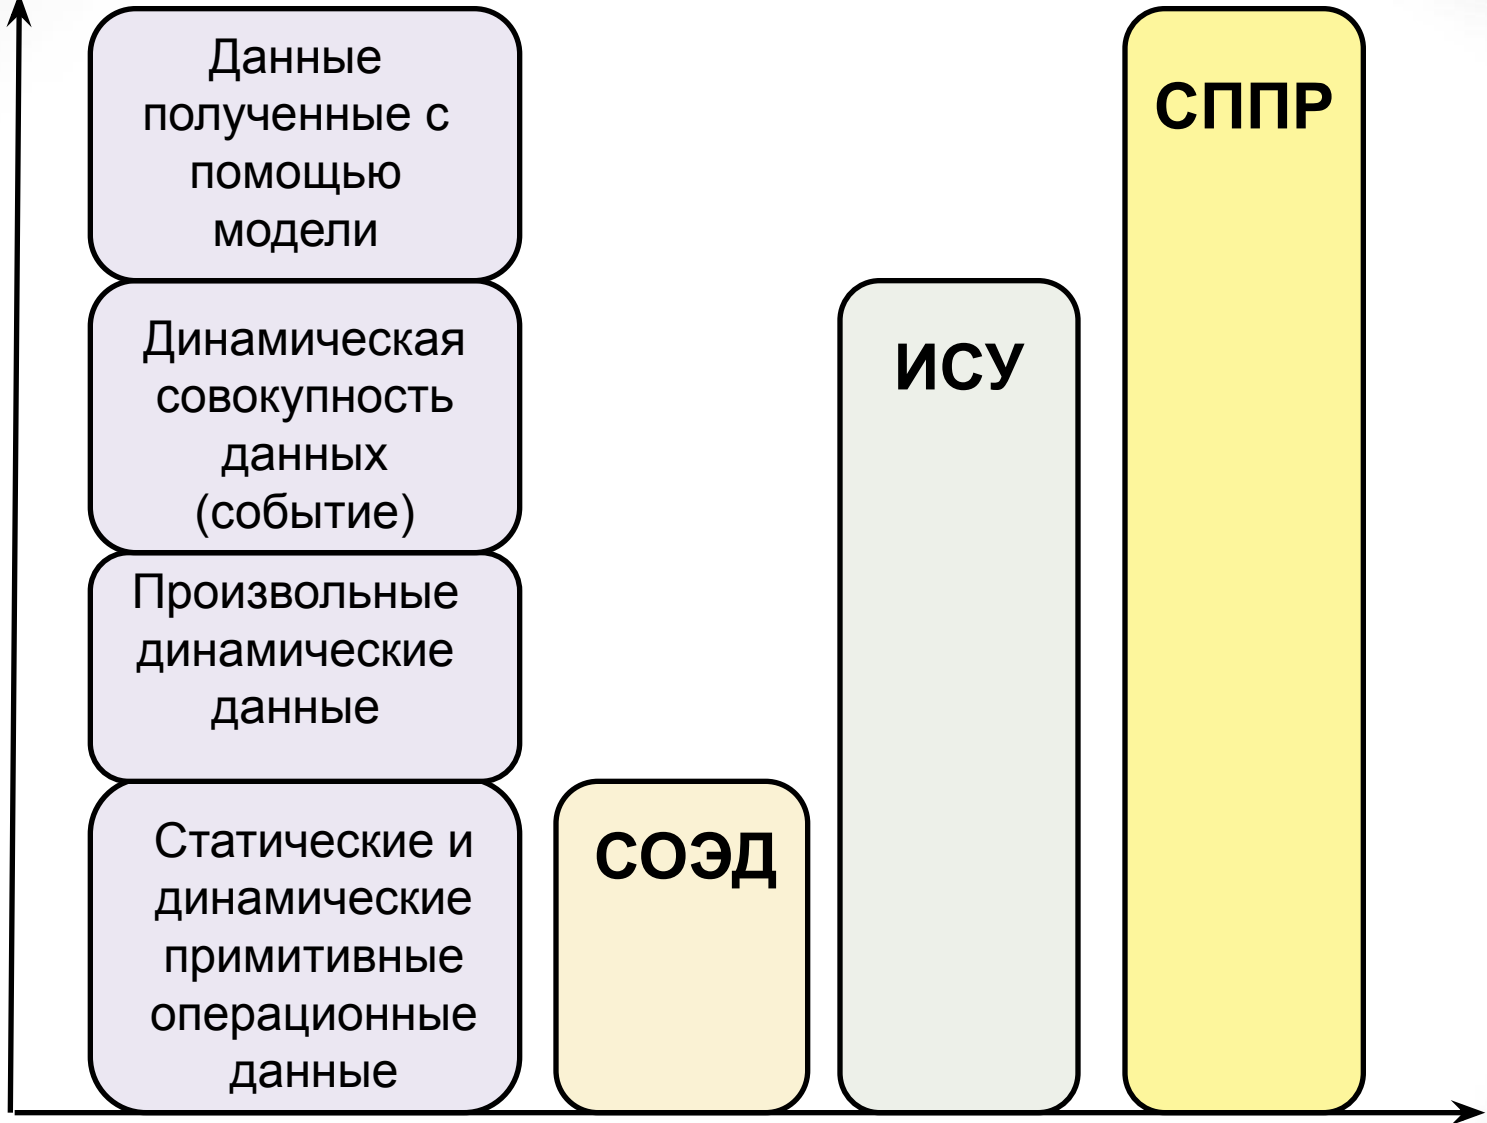 Данные
полученные с
помощью
модели
Динамическая
совокупность
данных
(событие)
Произвольные
динамические
данные
Статические и
динамические
примитивные
операционные
данные
СОЭД
ИСУ
СППР